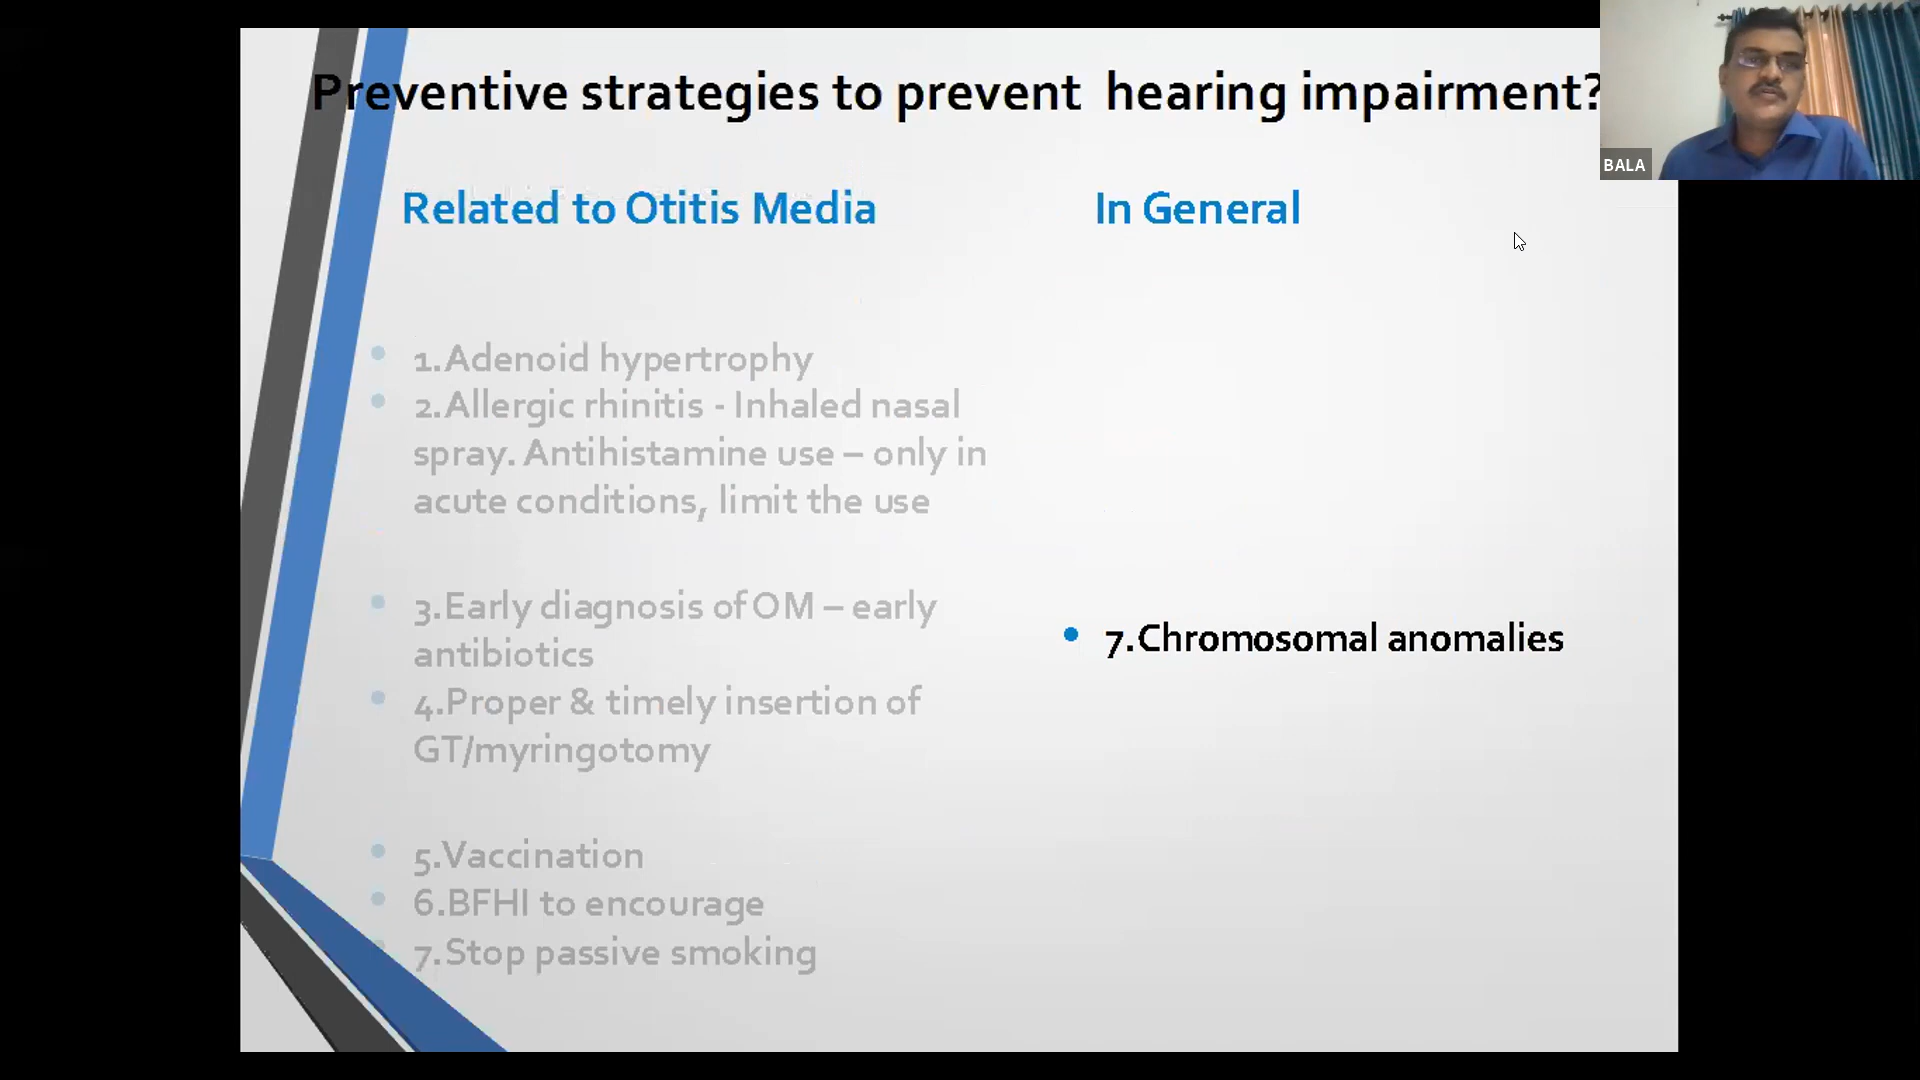 Preventive strategies to prevent hearing impairment?
BALA
Related to Otitis Media
In General
• 1.Adenoid hypertrophy
• 2.Allergic rhinitis - Inhaled nasal
spray. Antihistamine use – only in
acute conditions, limit the use
• 3.Early diagnosis of OM – early
antibiotics
• 4.Proper & timely insertion of
GT/myringotomy
• 5.Vaccination
• 6.BFHI to encourage
• 7.Stop passive smoking
• 7.Chromosomal anomalies